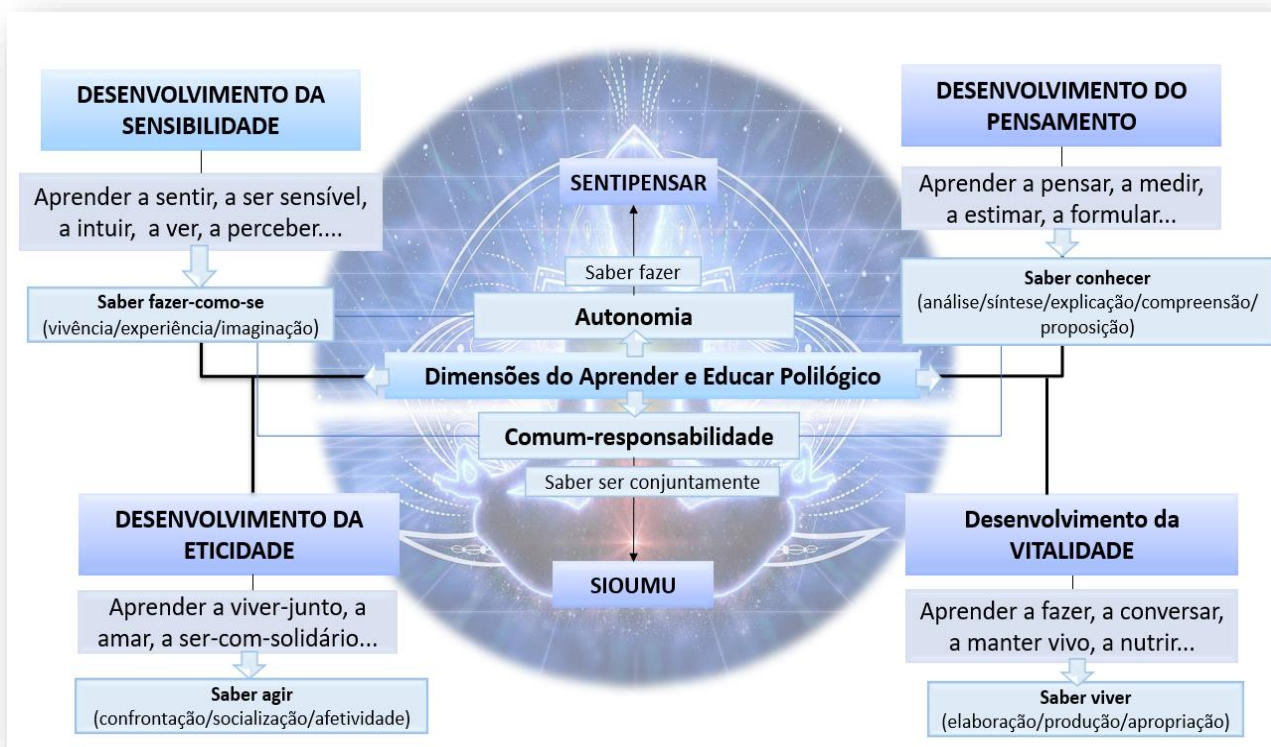 DESENVOLVIMENTO DA
SENSIBILIDADE
Aprender a sentir, a ser sensível,
a intuir, a ver, a perceber....
Saber fazer-como-se
(vivência/experiência/imaginação)
DESENVOLVIMENTO DO
PENSAMENTO
Aprender a pensar, a medir,
a estimar, a formular...
Saber conhecer
(análise/síntese/explicação/compreensão/
proposição)
SENTIPENSAR
Saber fazer
Autonomia
Dimensões do Aprender e Educar Polilógico
Comum-responsabilidade
Saber ser conjuntamente
SIOUMU
DESENVOLVIMENTO DA
ETICIDADE
Aprender a viver-junto, a
amar, a ser-com-solidário...
Saber agir
(confrontação/socialização/afetividade)
Desenvolvimento da
VITALIDADE
Aprender a fazer, a conversar,
a manter vivo, a nutrir...
Saber viver
(elaboração/produção/apropriação)